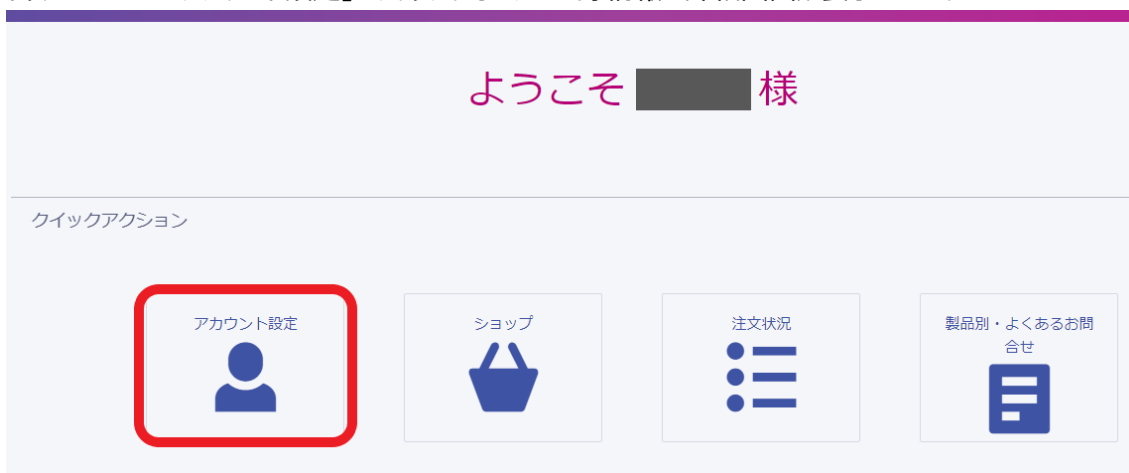 ようこそ 様
クイックアクション
アカウント設定
ショップ
注文状況
製品別・よくあるお問
合せ